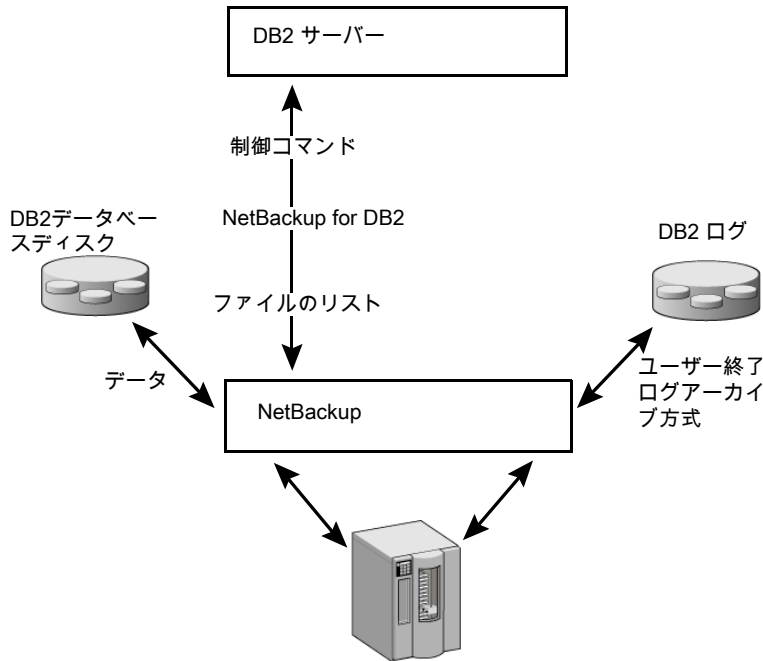 DB2 サーバー
制御コマンド
NetBackup for DB2
DB2データベー
スディスク
DB2 ログ
ファイルのリスト
データ
ユーザー終了
ログアーカイ
ブ方式
NetBackup